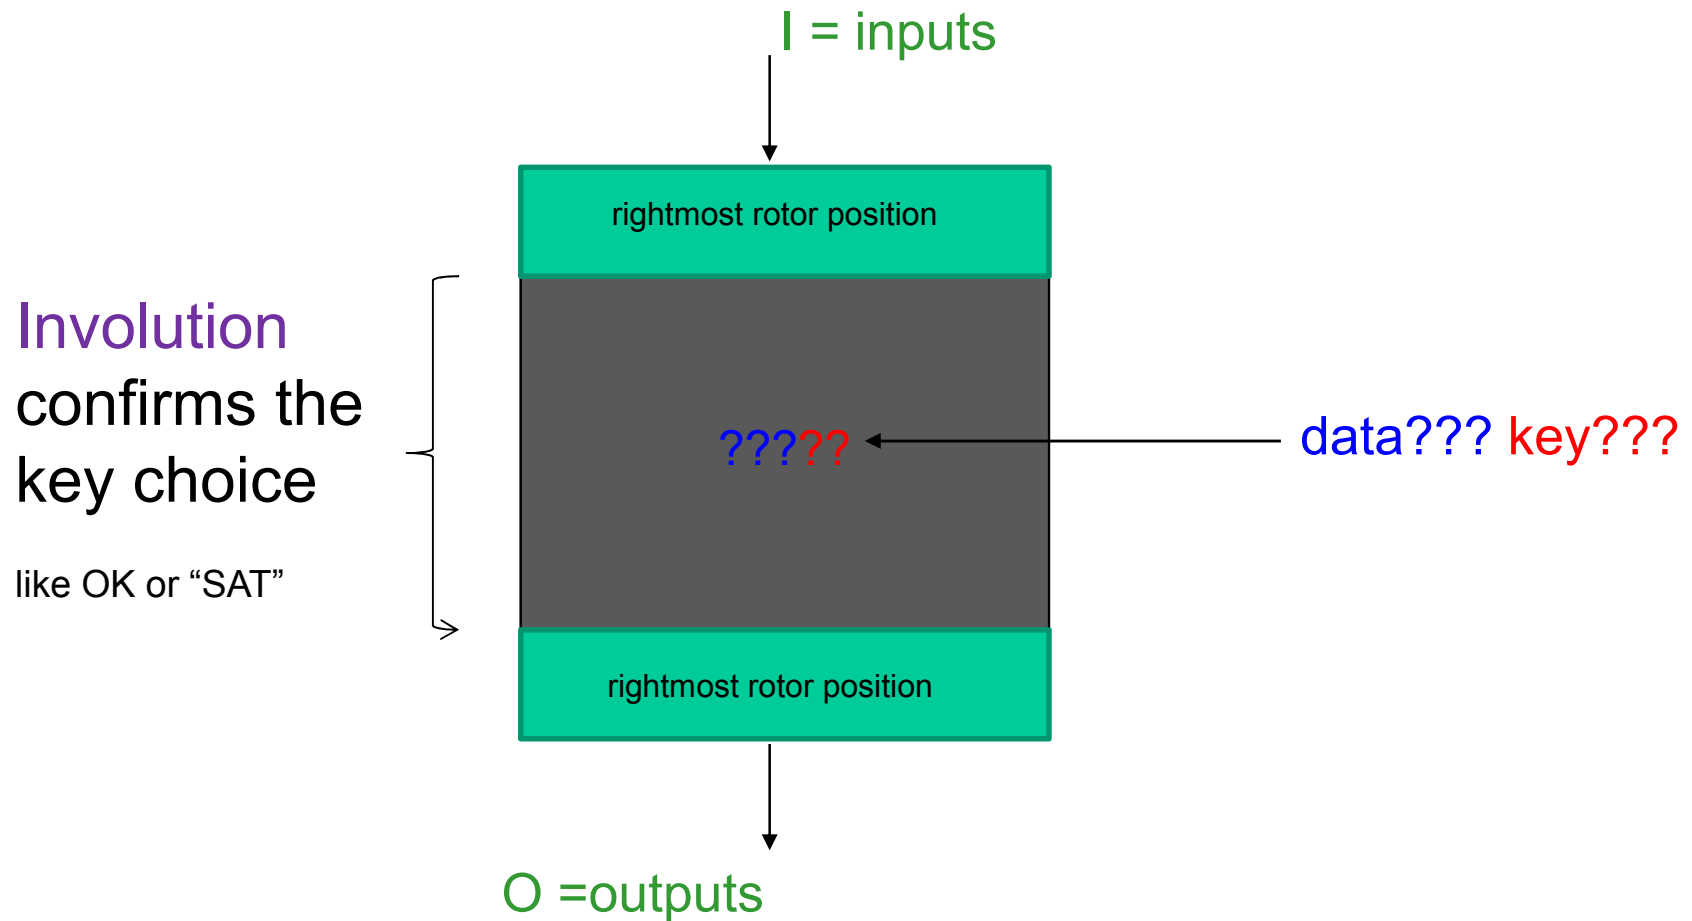 I = inputs
rightmost rotor position
Involution
confirms the
key choice
like OK or “SAT”
?????
data??? key???
rightmost rotor position
O =outputs